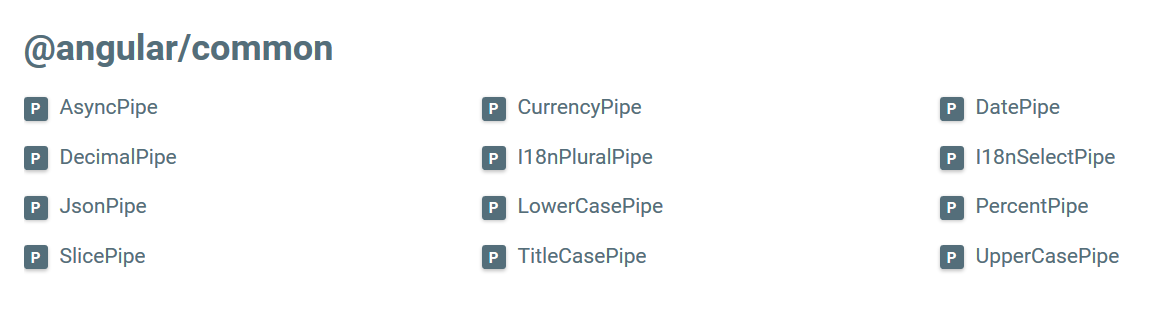 @angular/common
P AsyncPipe P CurrencyPipe P DatePipe
P DecimalPipe P I18nPluralPipe P I18nSelectPipe
P JsonPipe P LowerCasePipe P PercentPipe
P SlicePipe P TitleCasePipe P UpperCasePipe